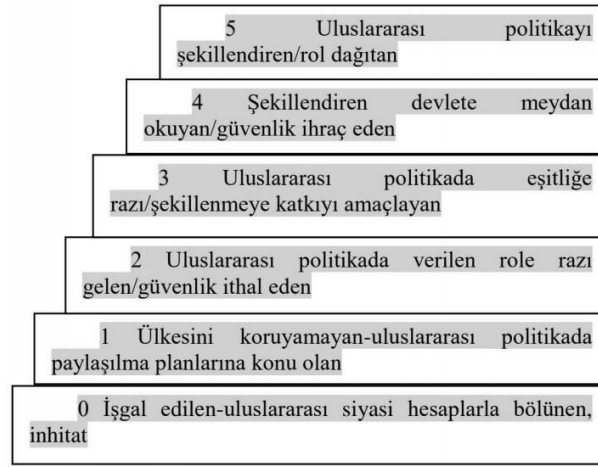 5 Uluslararası politikayı
şekillendiren/rol dağıtan
4 Şekillendiren devlete meydan
okuyan/güvenlik ihraç eden
3 Uluslararası politikada eşitliğe
razı/şekillenmeye katkıyı amaçlayan
2 Uluslararası politikada verilen role razı
gelen/güvenlik ithal eden
1 Ülkesini koruyamayan-uluslararası politikada
paylaşılma planlarına konu olan
0 İşgal edilen-uluslararası siyasi hesaplarla bölünen,
inhitat